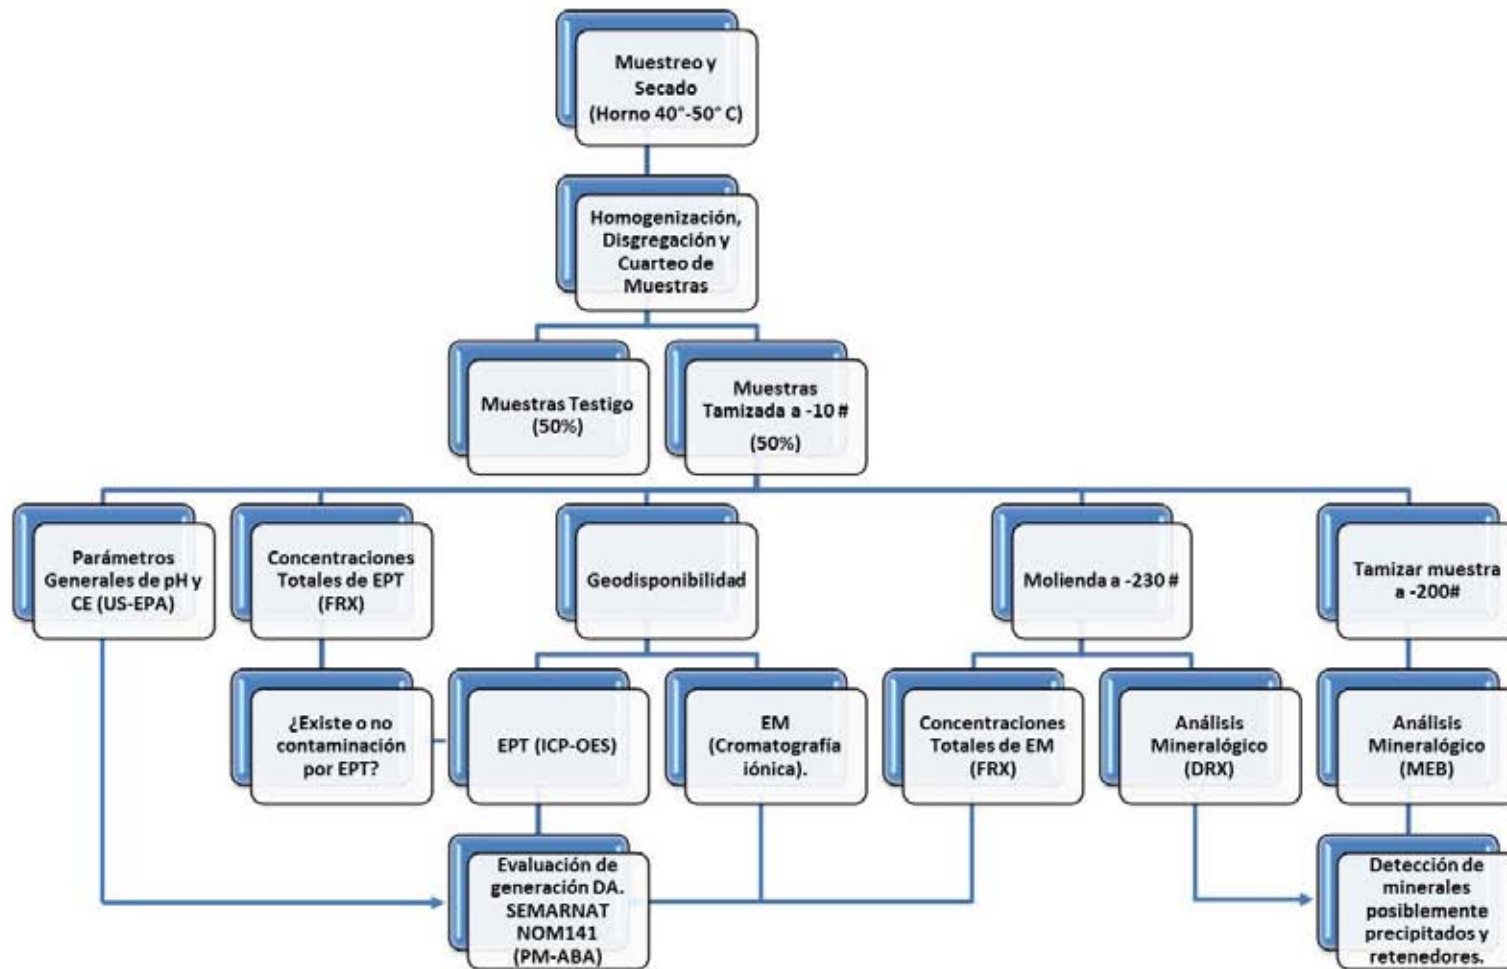 Muestreo y
Secado
(Horno 40°-50° C)
Homogenización,
Disgregación y
Cuarteo de
Muestras
Muestras Testigo
(50%)
Muestras
Tamizada a -10 #
(50%)
Parámetros
Generales de pH y
CE (US-EPA)
Concentraciones
Totales de EPT
(FRX)
Geodisponibilidad
Molienda a -230 #
Tamizar muestra
a -200#
¿Existe o no
contaminación
por EPT?
EPT (ICP-OES)
EM
(Cromatografía
iónica).
Concentraciones
Totales de EM
(FRX)
Análisis
Mineralógico
(DRX)
Análisis
Mineralógico
(MEB)
Evaluación de
generación DA.
SEMARNAT
NOM141
(PM-ABA)
Detección de
minerales
posiblemente
precipitados y
retenedores.